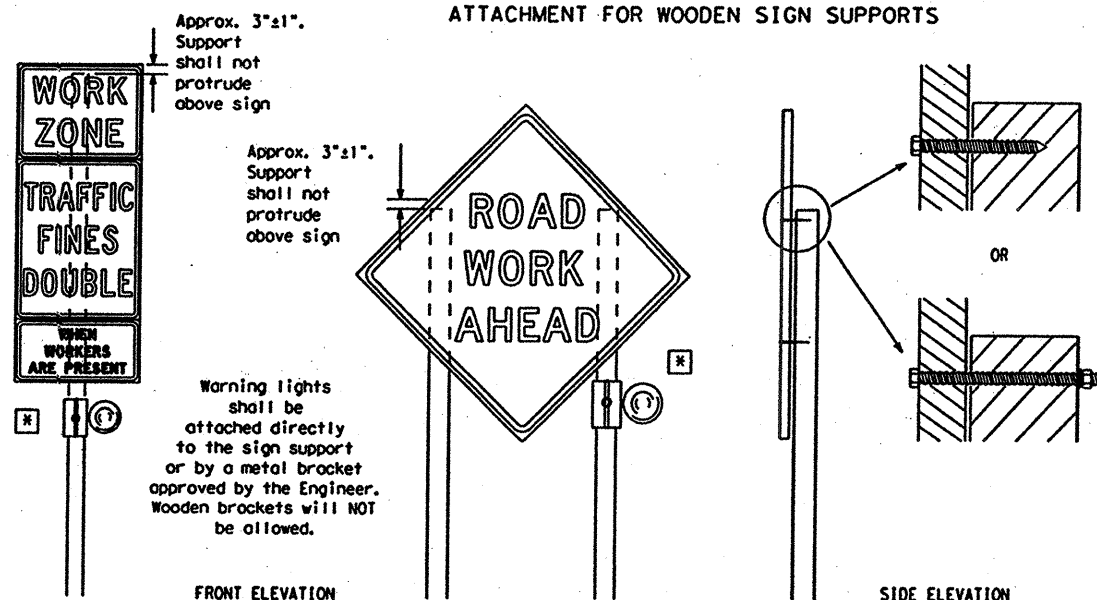 ATTACHMENT FOR WOODEN SIGN SUPPORTS
Approx. 3"±1".
Support
shall not
protrude
above sign
WORK
ZONE
TRAFFIC
FINES
DOUBLE
WHEN
WORKERS
ARE PRESENT
*
Approx. 3"±1".
Support
shall not
protrude
above sign
ROAD
WORK
AHEAD
*
Warning lights
shall be
attached directly
to the sign support
or by a metal bracket
approved by the Engineer.
Wooden brackets will NOT
be allowed.
OR
FRONT ELEVATION
SIDE ELEVATION